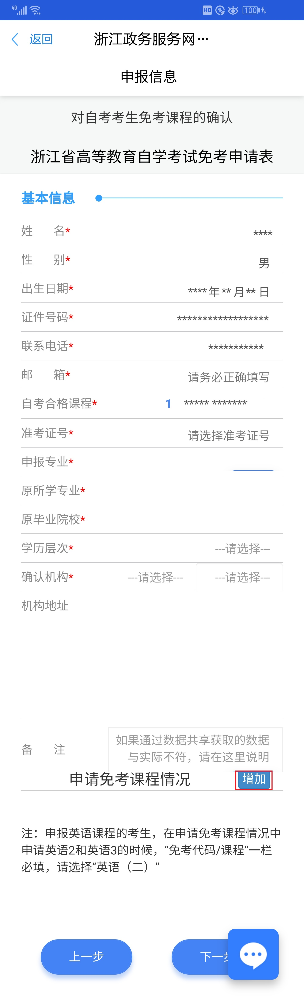 4G HD 100
返回 浙江政务服务网···
申报信息
对自考考生免考课程的确认
浙江省高等教育自学考试免考申请表
基本信息
姓 名* ****
性 别* 男
出生日期* ****年**月**日
证件号码* ******************
联系电话* ***********
邮 箱* 请务必正确填写
自考合格课程* 1 ***** *******
准考证号* 请选择准考证号
申报专业*
原所学专业*
原毕业院校*
学历层次* ---请选择---
确认机构* ---请选择--- ---请选择---
机构地址
备 注 如果通过数据共享获取的数据
与实际不符，请在这里说明
申请免考课程情况 增加
注：申报英语课程的考生，在申请免考课程情况中
申请英语2和英语3的时候，“免考代码/课程”一栏
必填，请选择“英语（二）”
上一步 下一步